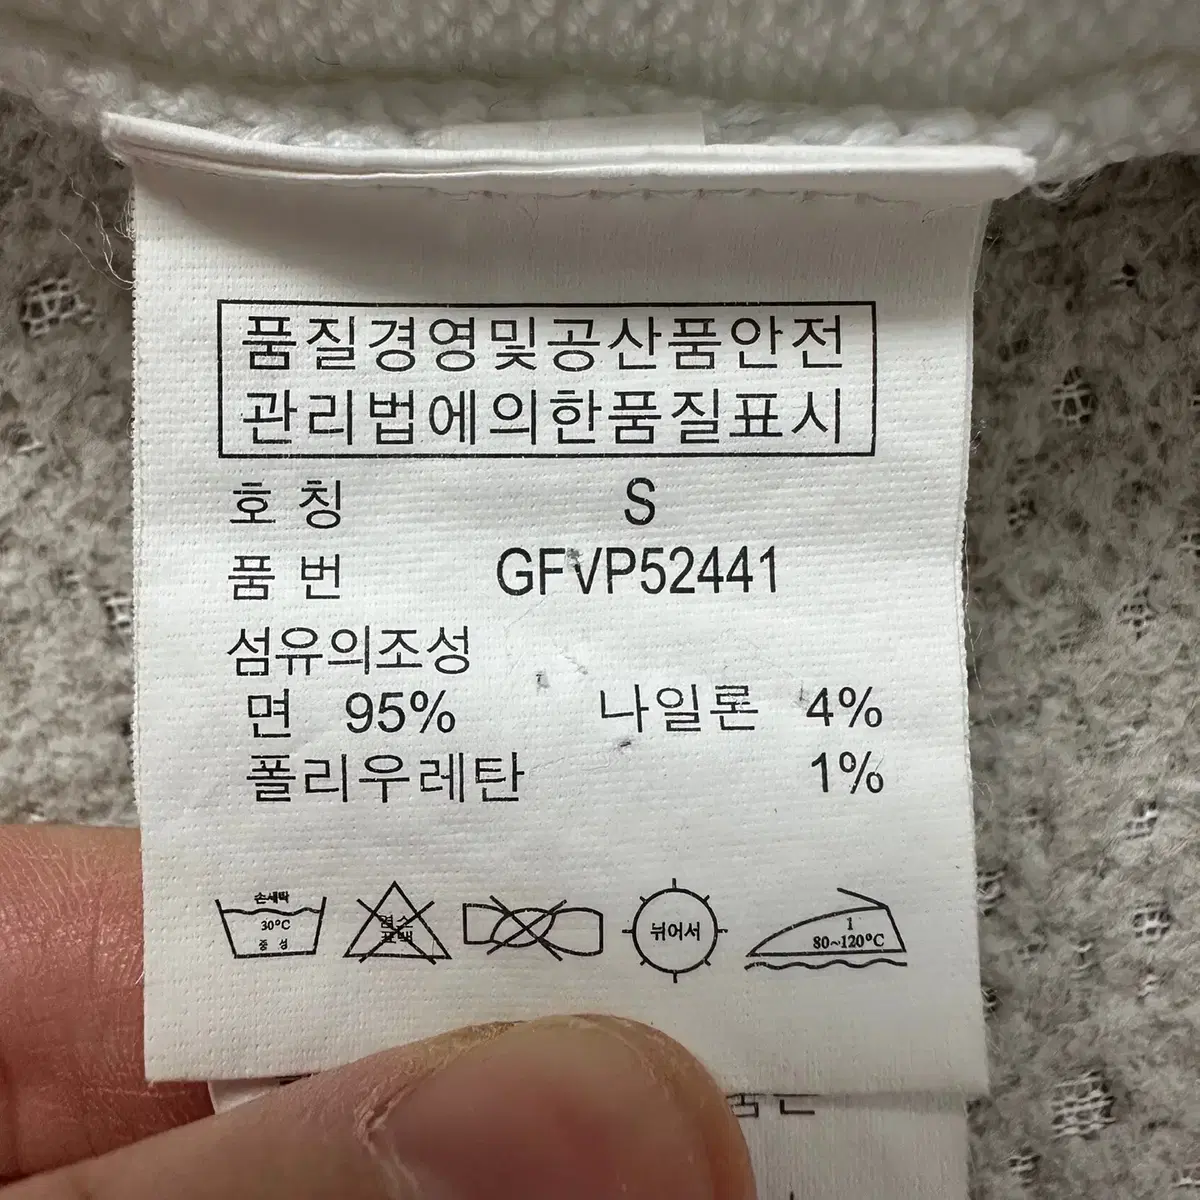 품질경영및공산품안전
관리법에의한품질표시
호 칭 S
품 번 GFVP52441
섬유의조성
면 95% 나일론 4%
폴리우레탄 1%
손세탁
30°C
중 성
염소
표백
뉘어서
1
80~120°C